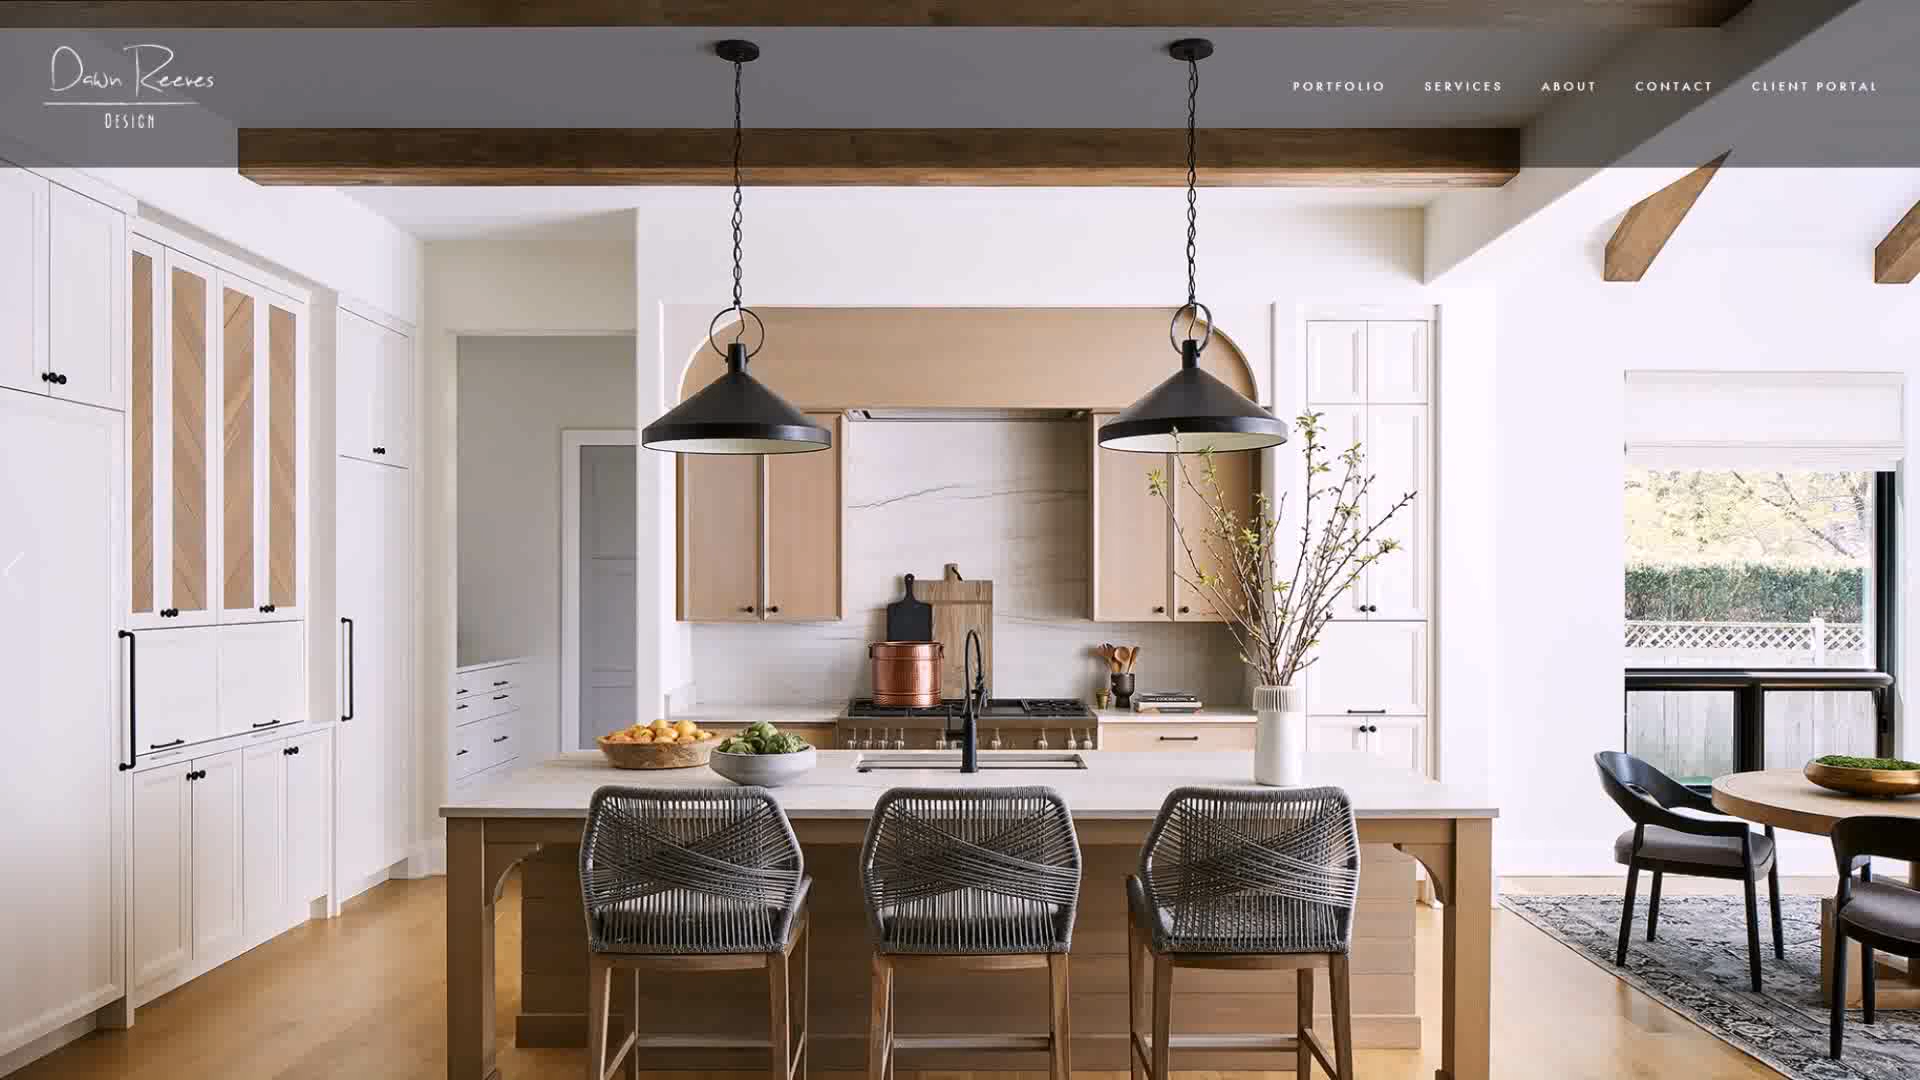 Dawn Reeves
DESIGN
PORTFOLIO
SERVICES
ABOUT
CONTACT
CLIENT PORTAL